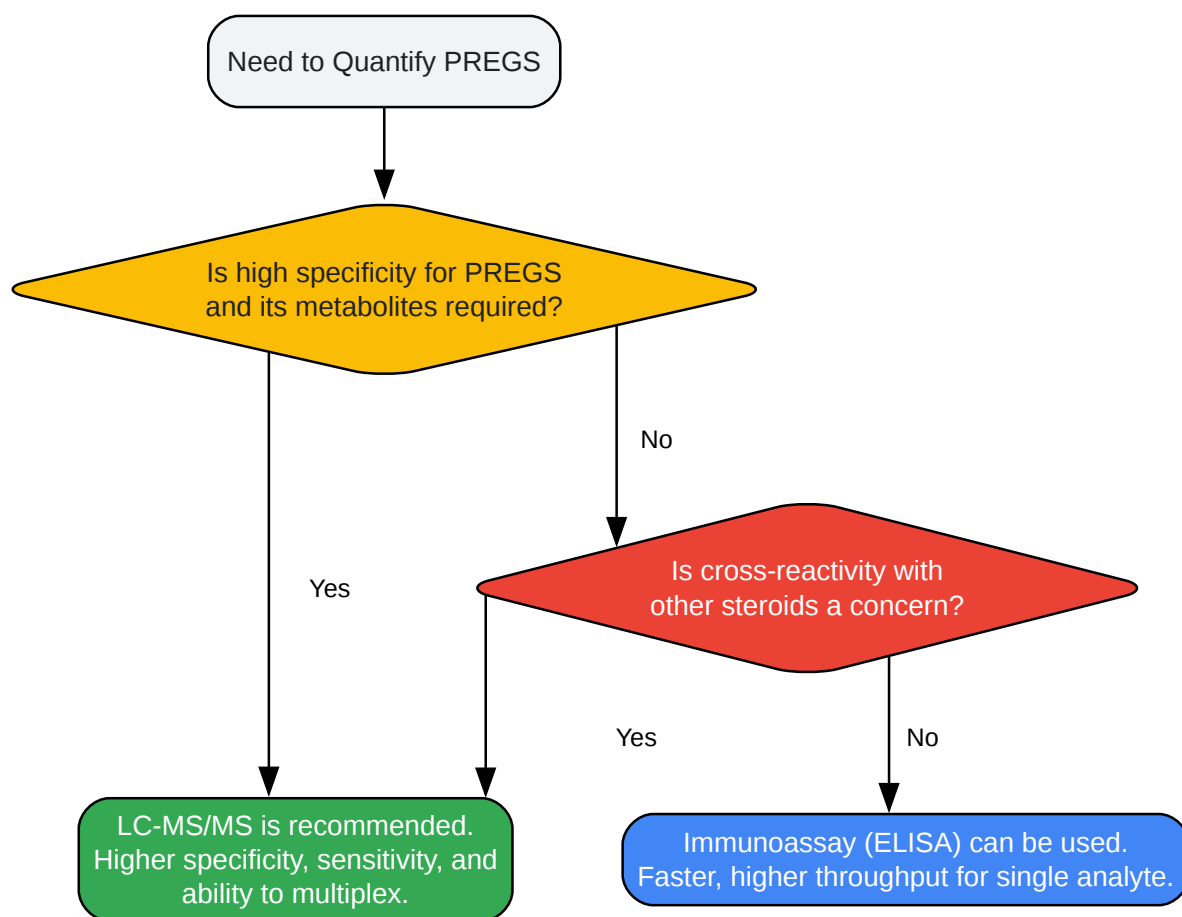 Need to Quantify PREGS
Is high specificity for PREGS
and its metabolites required?
No
Is cross-reactivity with
other steroids a concern?
Yes
Yes
No
LC-MS/MS is recommended.
Higher specificity, sensitivity, and
ability to multiplex.
Immunoassay (ELISA) can be used.
Faster, higher throughput for single analyte.